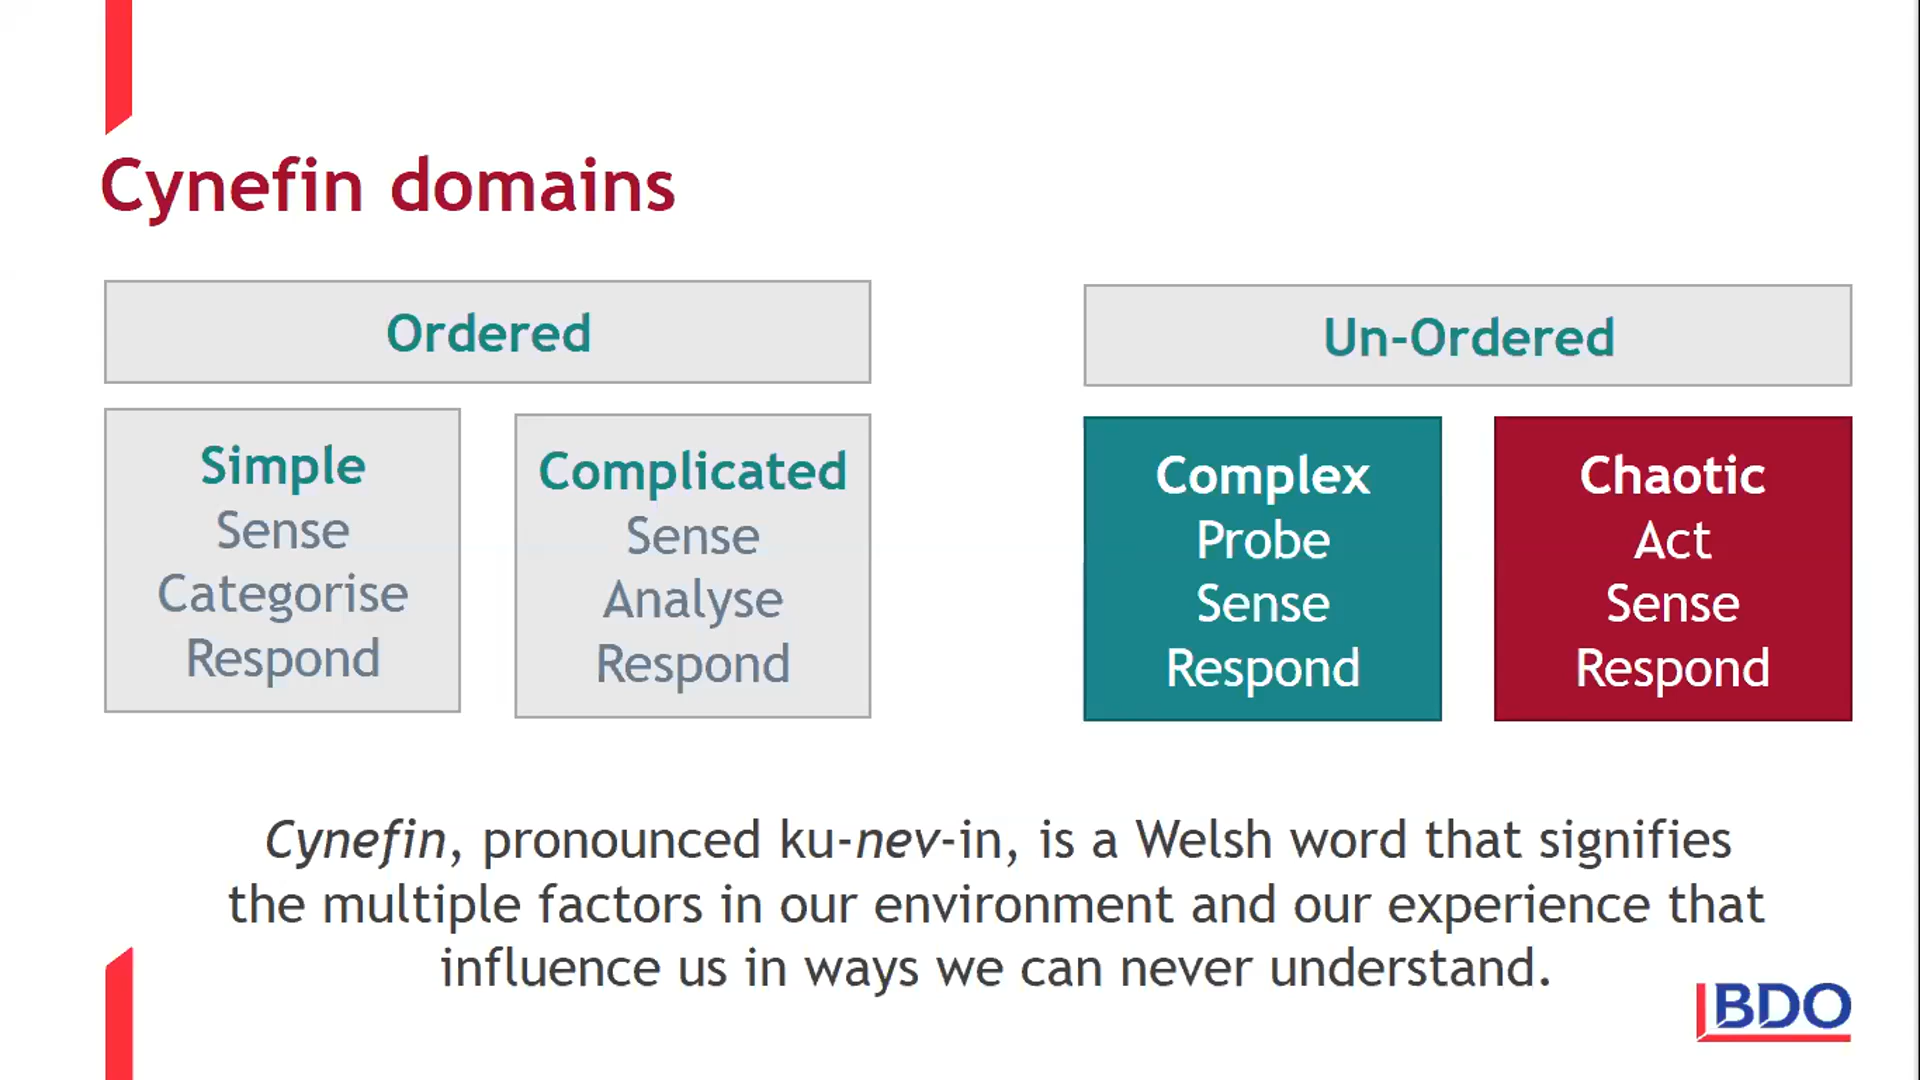 Cynefin domains
Ordered
Simple
Sense
Categorise
Respond
Complicated
Sense
Analyse
Respond
Un-Ordered
Complex
Probe
Sense
Respond
Chaotic
Act
Sense
Respond
Cynefin, pronounced ku-nev-in, is a Welsh word that signifies
the multiple factors in our environment and our experience that
influence us in ways we can never understand.
BDO